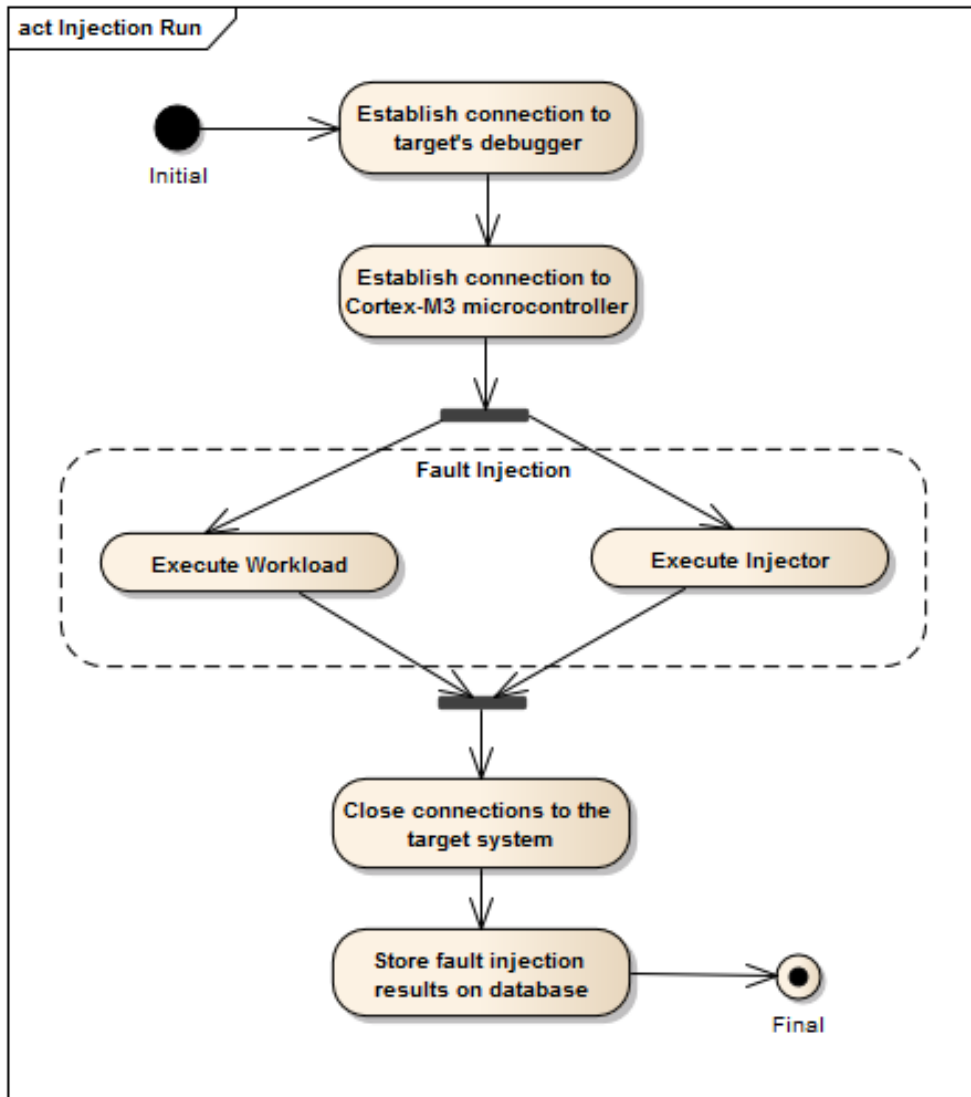 act Injection Run
Establish connection to
target's debugger
Initial
Establish connection to
Cortex-M3 microcontroller
Fault Injection
Execute Workload
Execute Injector
Close connections to the
target system
Store fault injection
results on database
Final